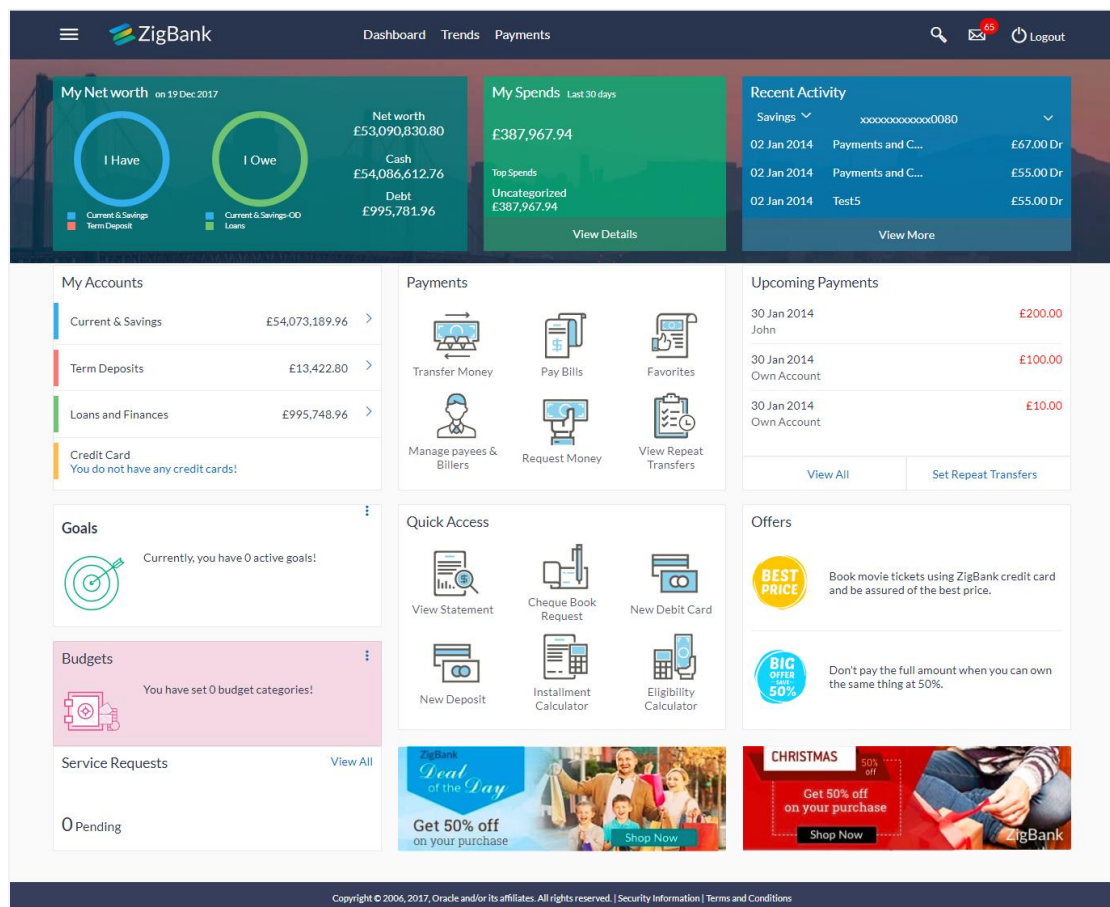 ZigBank
Dashboard Trends Payments
65
Logout
My Net worth on 19 Dec 2017
I Have
I Owe
Current & Savings
Term Deposit
Current & Savings-OD
Loans
Net worth
£53,090,830.80
Cash
£54,086,612.76
Debt
£995,781.96
My Spends Last 30 days
£387,967.94
Top Spends
Uncategorized
£387,967.94
View Details
Recent Activity
Savings xxxxxxxxxxxx0080
02 Jan 2014 Payments and C... £67.00 Dr
02 Jan 2014 Payments and C... £55.00 Dr
02 Jan 2014 Test5 £55.00 Dr
View More
My Accounts
Current & Savings £54,073,189.96
Term Deposits £13,422.80
Loans and Finances £995,748.96
Credit Card
You do not have any credit cards!
Payments
Transfer Money
Pay Bills
Favorites
Manage payees &
Billers
Request Money
View Repeat
Transfers
Upcoming Payments
30 Jan 2014 £200.00
John
30 Jan 2014 £100.00
Own Account
30 Jan 2014 £10.00
Own Account
View All
Set Repeat Transfers
Goals
Currently, you have 0 active goals!
Budgets
You have set 0 budget categories!
Service Requests View All
0 Pending
Quick Access
View Statement
Cheque Book
Request
New Debit Card
New Deposit
Installment
Calculator
Eligibility
Calculator
Offers
BEST
PRICE
Book movie tickets using ZigBank credit card
and be assured of the best price.
BIG
OFFER
SAVE
50%
Don't pay the full amount when you can own
the same thing at 50%.
ZigBank
Deal
of the Day
Get 50% off
on your purchase
Shop Now
CHRISTMAS
50%
off
Get 50% off
on your purchase
Shop Now
ZigBank
Copyright © 2006, 2017, Oracle and/or its affiliates. All rights reserved. | Security Information | Terms and Conditions